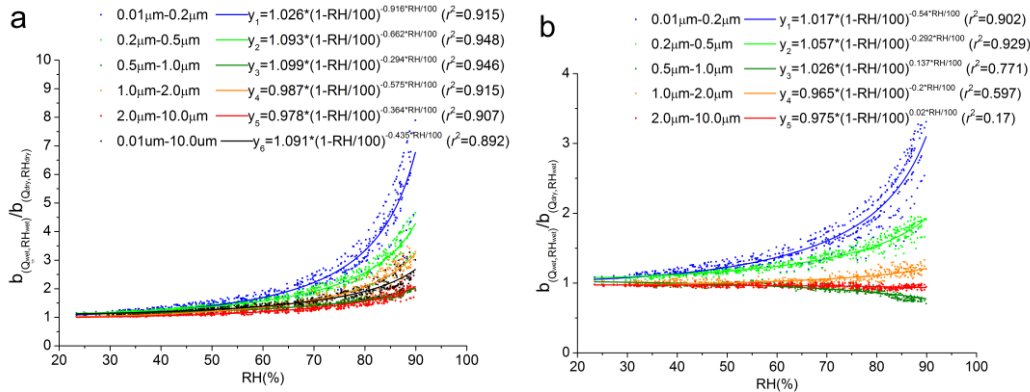 a
0.01μm-0.2μm y1=1.026*(1-RH/100)^-0.916*RH/100 (r²=0.915)
0.2μm-0.5μm y2=1.093*(1-RH/100)^-0.662*RH/100 (r²=0.948)
0.5μm-1.0μm y3=1.099*(1-RH/100)^-0.294*RH/100 (r²=0.946)
1.0μm-2.0μm y4=0.987*(1-RH/100)^-0.575*RH/100 (r²=0.915)
2.0μm-10.0μm y5=0.978*(1-RH/100)^-0.364*RH/100 (r²=0.907)
0.01um-10.0um y6=1.091*(1-RH/100)^-0.435*RH/100 (r²=0.892)
b(Qwet,RHwet)/b(Qdry,RHdry)
10
9
8
7
6
5
4
3
2
1
0
20 30 40 50 60 70 80 90 100
RH(%)
b
0.01μm-0.2μm y1=1.017*(1-RH/100)^-0.54*RH/100 (r²=0.902)
0.2μm-0.5μm y2=1.057*(1-RH/100)^-0.292*RH/100 (r²=0.929)
0.5μm-1.0μm y3=1.026*(1-RH/100)^0.137*RH/100 (r²=0.771)
1.0μm-2.0μm y4=0.965*(1-RH/100)^-0.2*RH/100 (r²=0.597)
2.0μm-10.0μm y5=0.975*(1-RH/100)^0.02*RH/100 (r²=0.17)
b(Qwet,RHwet)/b(Qdry,RHwet)
4
3
2
1
0
20 30 40 50 60 70 80 90 100
RH(%)